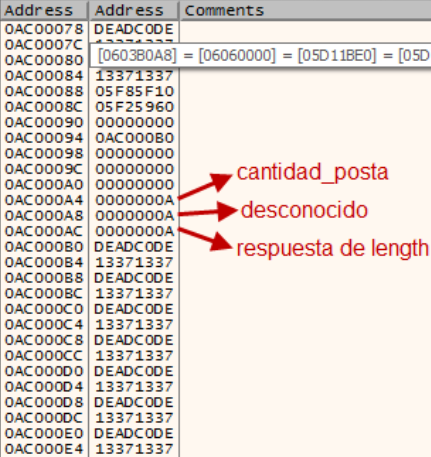 Address Address Comments
0AC00078 DEADC0DE
0AC0007C 13371337
0AC00080 [0603B0A8] = [06060000] = [05D11BE0] = [05D
0AC00084 13371337
0AC00088 05F85F10
0AC0008C 05F25960
0AC00090 00000000
0AC00094 0AC000B0
0AC00098 00000000
0AC0009C 00000000
0AC000A0 00000000
cantidad_posta
0AC000A4 0000000A
0AC000A8 0000000A desconocido
0AC000AC 0000000A
respuesta de length
0AC000B0 DEADC0DE
0AC000B4 13371337
0AC000B8 DEADC0DE
0AC000BC 13371337
0AC000C0 DEADC0DE
0AC000C4 13371337
0AC000C8 DEADC0DE
0AC000CC 13371337
0AC000D0 DEADC0DE
0AC000D4 13371337
0AC000D8 DEADC0DE
0AC000DC 13371337
0AC000E0 DEADC0DE
0AC000E4 13371337